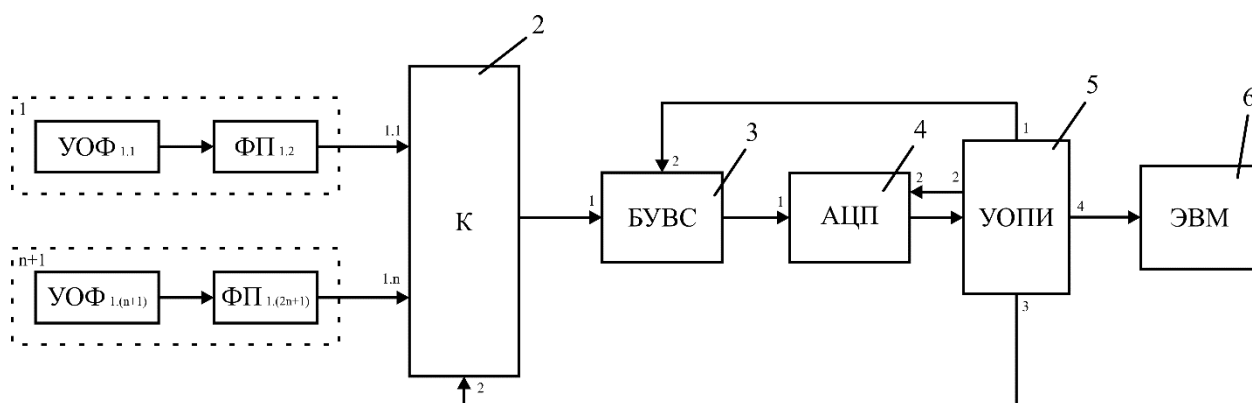 2
1
УОФ 1.1
ФП 1.2
1.1
К
n+1
УОФ 1.(n+1)
ФП 1.(2n+1)
1.n
2
1
БУВС
2
3
1
АЦП
2
4
2
1
УОПИ
5
3
4
ЭВМ
6